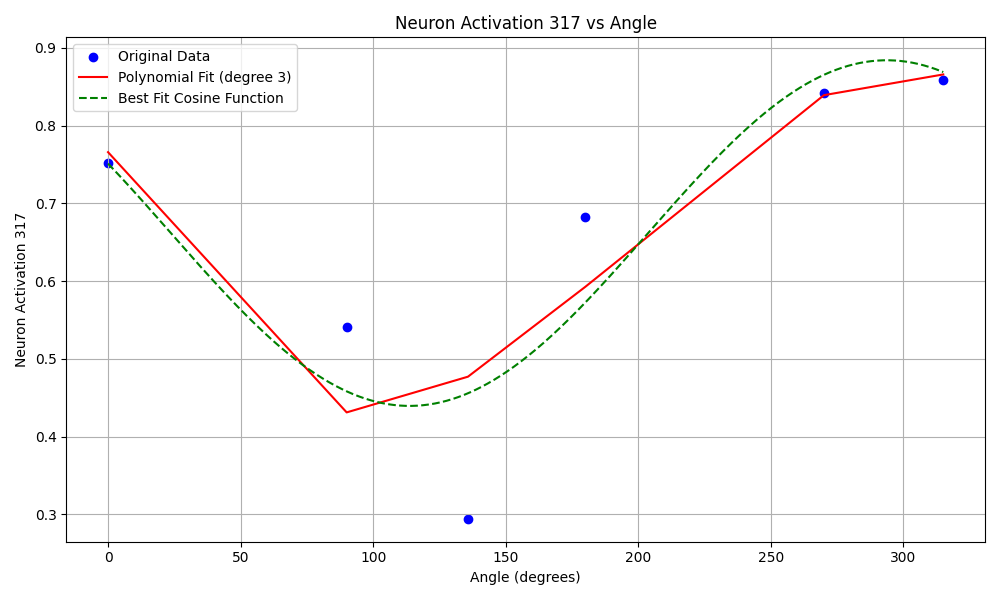 Neuron Activation 317 vs Angle
Original Data
Polynomial Fit (degree 3)
Best Fit Cosine Function
Neuron Activation 317
0.9
0.8
0.7
0.6
0.5
0.4
0.3
0
50
100
150
200
250
300
Angle (degrees)